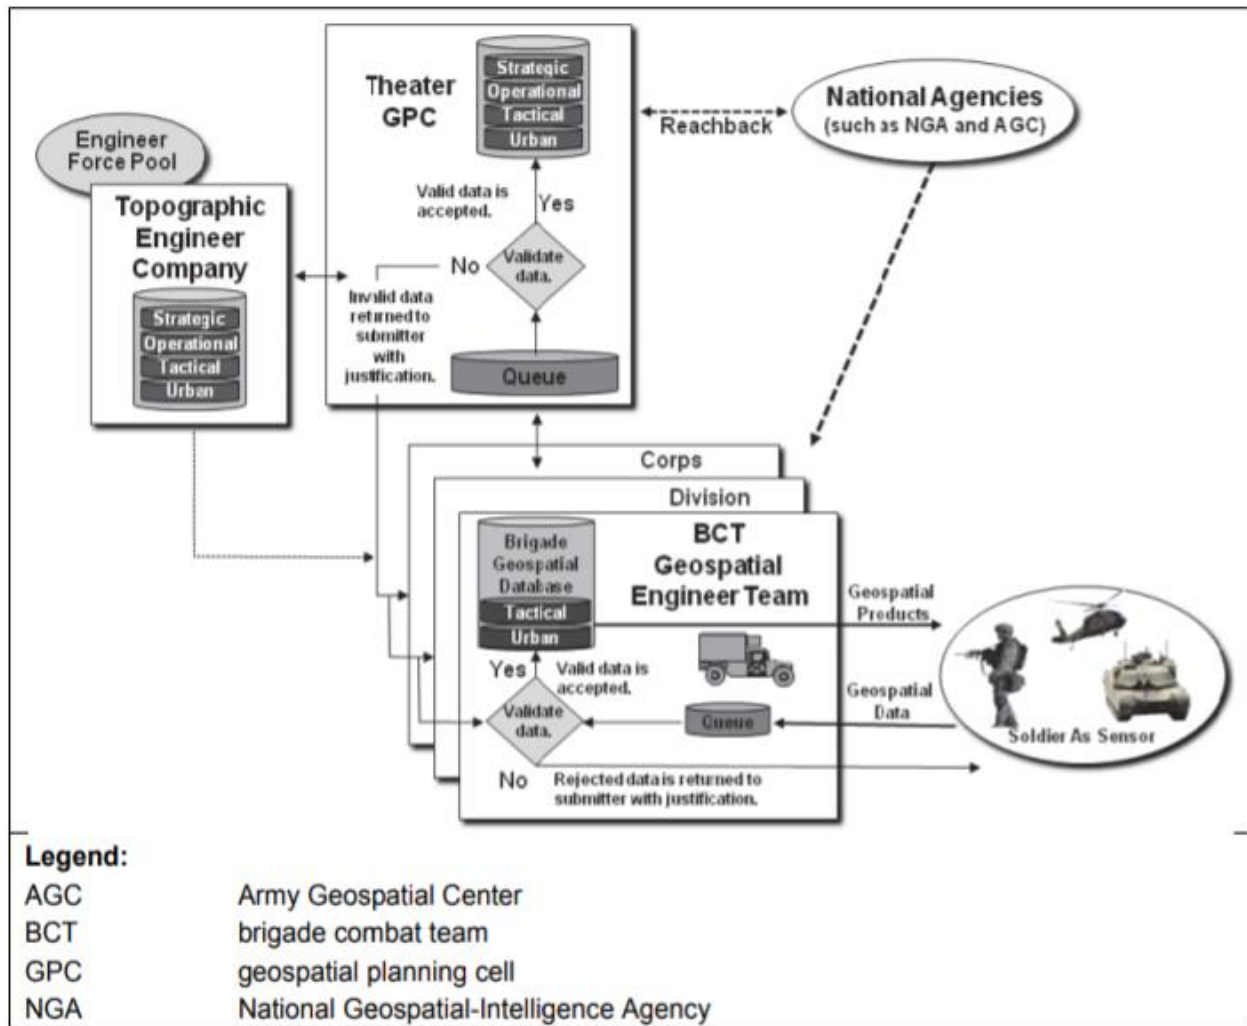 Theater
GPC
Strategic
Operational
Tactical
Urban
National Agencies
(such as NGA and AGC)
Reachback
Engineer
Force Pool
Topographic
Engineer
Company
Strategic
Operational
Tactical
Urban
Valid data is
accepted.
Yes
Validate
data.
No
Invalid data
returned to
submitter
with
justification.
Queue
Corps
Division
BCT
Geospatial
Engineer Team
Brigade
Geospatial
Database
Tactical
Urban
Geospatial
Products
Yes
Valid data is
accepted.
Validate
data.
Queue
Geospatial
Data
Soldier As Sensor
No
Rejected data is returned to
submitter with justification.
Legend:
AGC Army Geospatial Center
BCT brigade combat team
GPC geospatial planning cell
NGA National Geospatial-Intelligence Agency